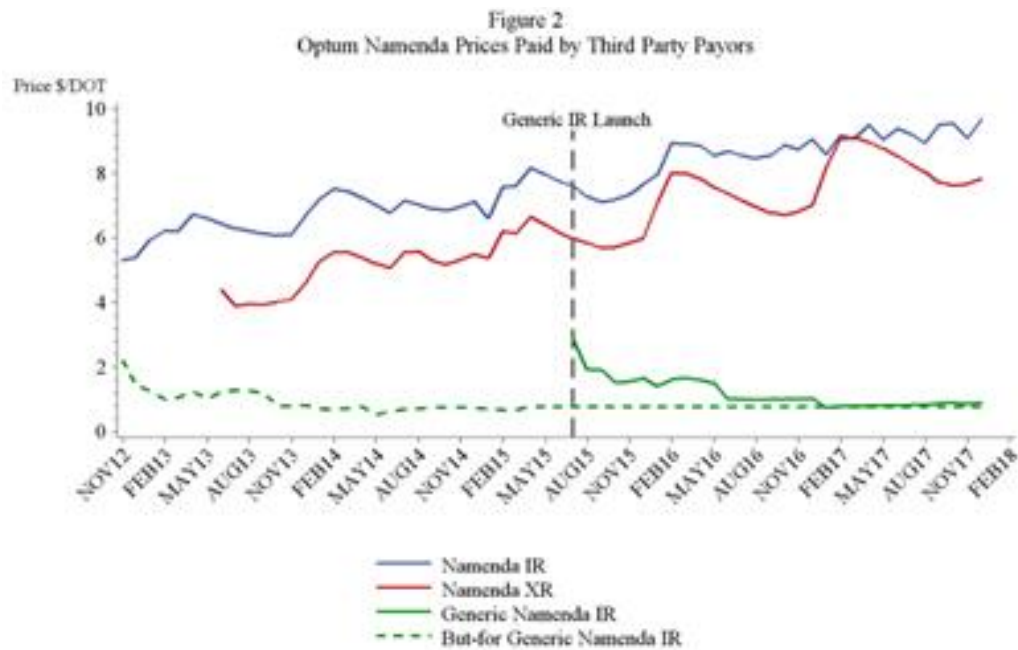 Figure 2
Optum Namenda Prices Paid by Third Party Payors
Price $/DOT
10
Generic IR Launch
8
6
4
2
0
NOV12 FEB13 MAY13 AUG13 NOV13 FEB14 MAY14 AUG14 NOV14 FEB15 MAY15 AUG15 NOV15 FEB16 MAY16 AUG16 NOV16 FEB17 MAY17 AUG17 NOV17 FEB18
Namenda IR
Namenda XR
Generic Namenda IR
But-for Generic Namenda IR